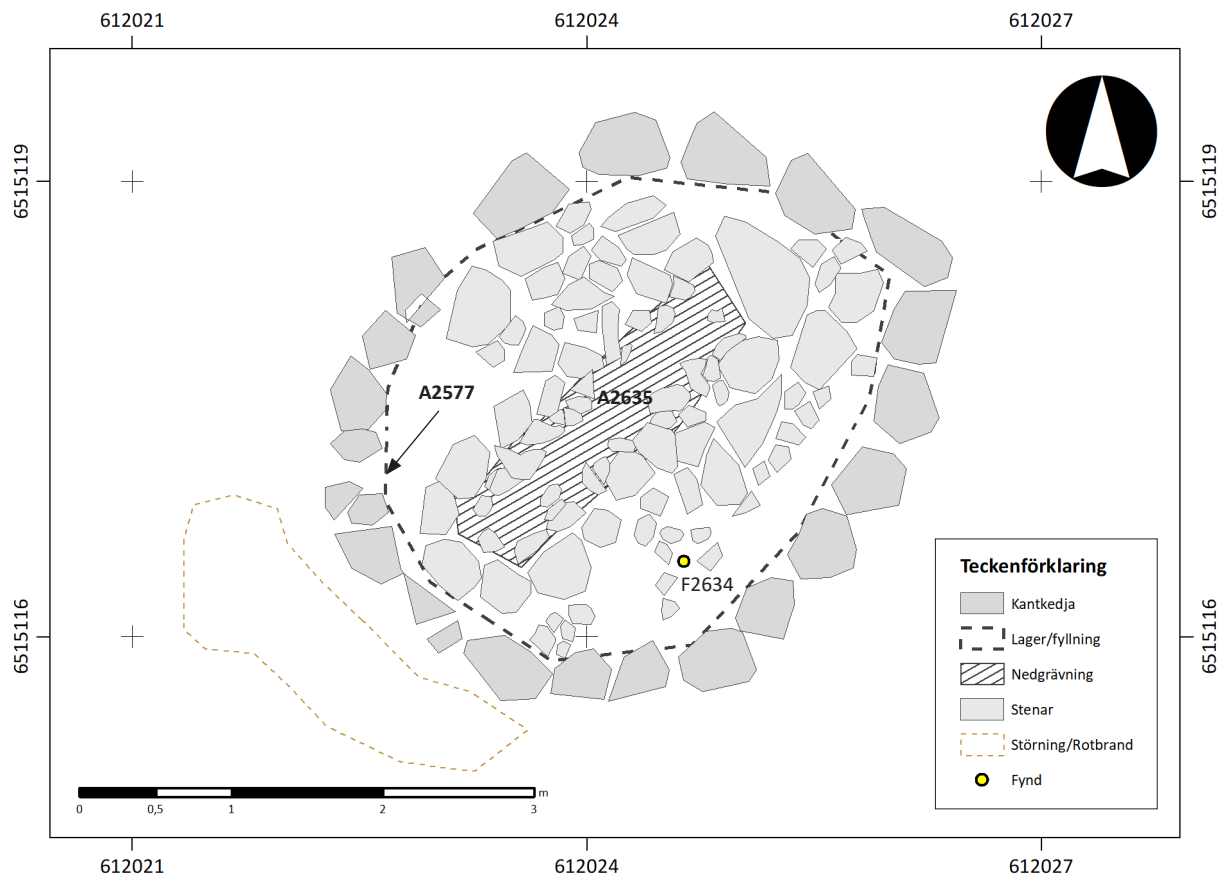 612021 612024 612027
6515119 6515119
A2577
A2635
F2634
6515116 6515116
Teckenförklaring
Kantkedja
Lager/fyllning
Nedgrävning
Stenar
Störning/Rotbrand
Fynd
m
0 0,5 1 2 3
612021 612024 612027